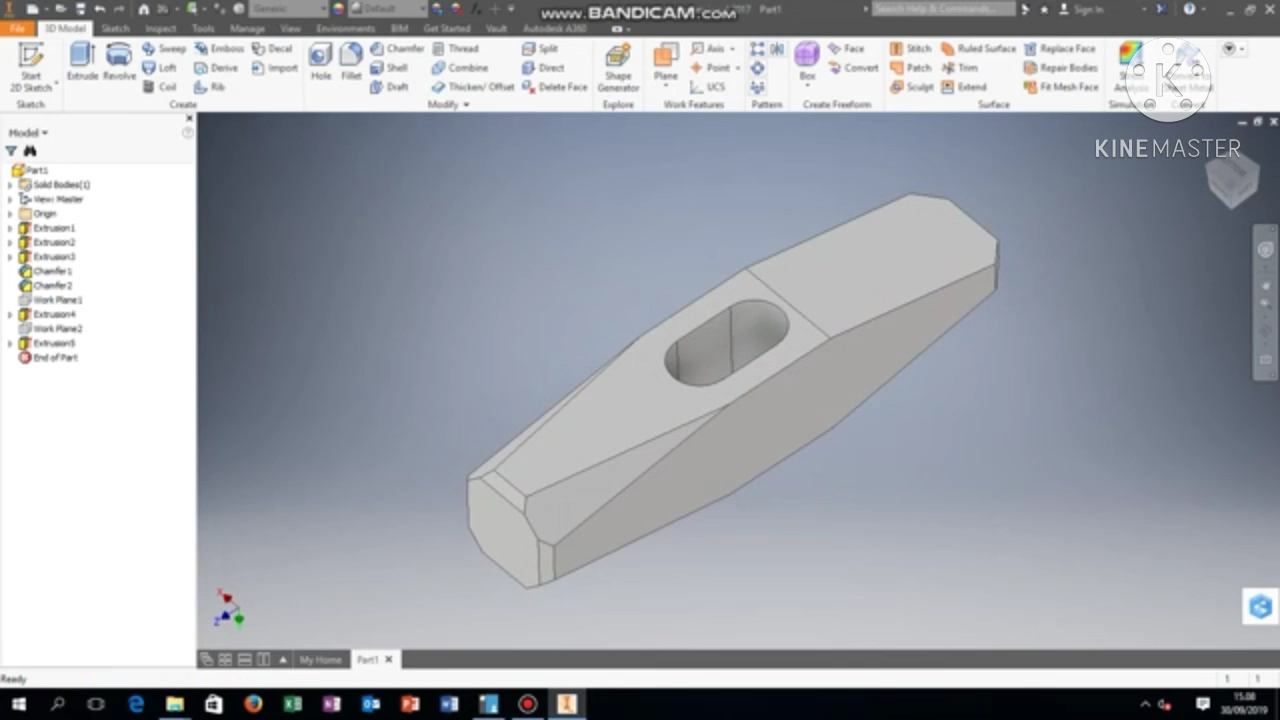 www.BANDICAM.com
2017 Part1
Generic
Default
Search Help & Commands...
Sign In
File 3D Model Sketch Inspect Tools Manage View Environments BIM Get Started Vault Autodesk A360
Start
2D Sketch
Extrude
Revolve
Sweep
Emboss
Decal
Loft
Derive
Import
Coil
Rib
Hole
Fillet
Chamfer
Thread
Split
Shell
Combine
Direct
Draft
Thicken/ Offset
Delete Face
Shape
Generator
Plane
Axis
Point
UCS
Box
Face
Convert
Stitch
Ruled Surface
Replace Face
Patch
Trim
Repair Bodies
Sculpt
Extend
Fit Mesh Face
Analysis
Sketch
Create
Modify
Explore
Work Features
Pattern
Create Freeform
Surface
K
KINEMASTER
Model
Part1
Solid Bodies(1)
View: Master
Origin
Extrusion1
Extrusion2
Extrusion3
Chamfer1
Chamfer2
Work Plane1
Extrusion4
Work Plane2
Extrusion5
End of Part
X
Z
My Home
Part1
Ready
1 1
15.08
30/09/2019